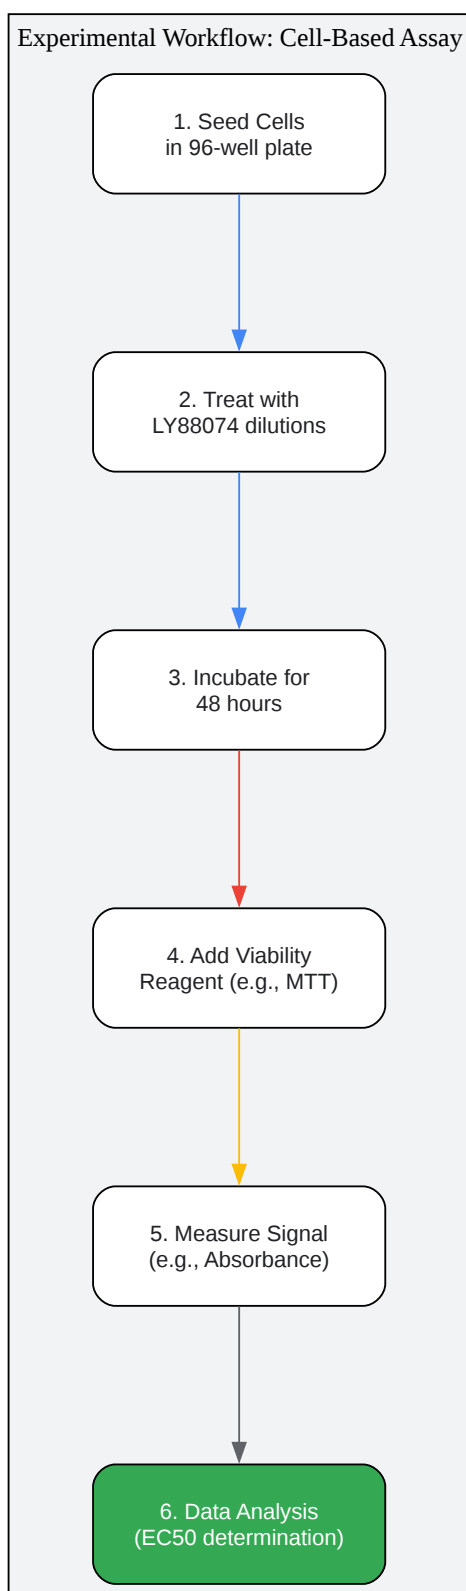 Experimental Workflow: Cell-Based Assay
1. Seed Cells
in 96-well plate
2. Treat with
LY88074 dilutions
3. Incubate for
48 hours
4. Add Viability
Reagent (e.g., MTT)
5. Measure Signal
(e.g., Absorbance)
6. Data Analysis
(EC50 determination)